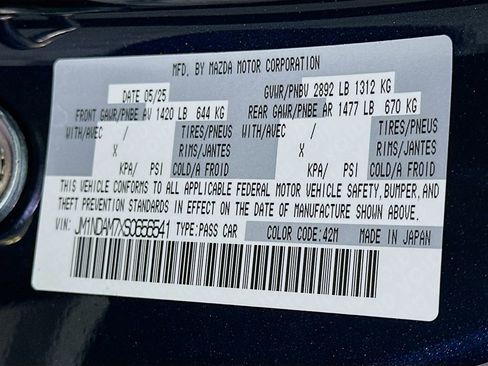 MFD. BY MAZDA MOTOR CORPORATION
DATE 05/25 GVWR/PNBV 2892 LB 1312 KG
FRONT GAWR/PNBE AV 1420 LB 644 KG REAR GAWR/PNBE AR 1477 LB 670 KG
WITH/AVEC / TIRES/PNEUS WITH/AVEC / TIRES/PNEUS
X RIMS/JANTES X RIMS/JANTES
KPA/ PSI COLD/A FROID KPA/ PSI COLD/A FROID
THIS VEHICLE CONFORMS TO ALL APPLICABLE FEDERAL MOTOR VEHICLE SAFETY, BUMPER, AND
THEFT PREVENTION STANDARDS IN EFFECT ON THE DATE OF MANUFACTURE SHOWN ABOVE.
VIN: JM1NDAM7XS0656541 TYPE:PASS CAR COLOR CODE:42M MADE IN JAPAN